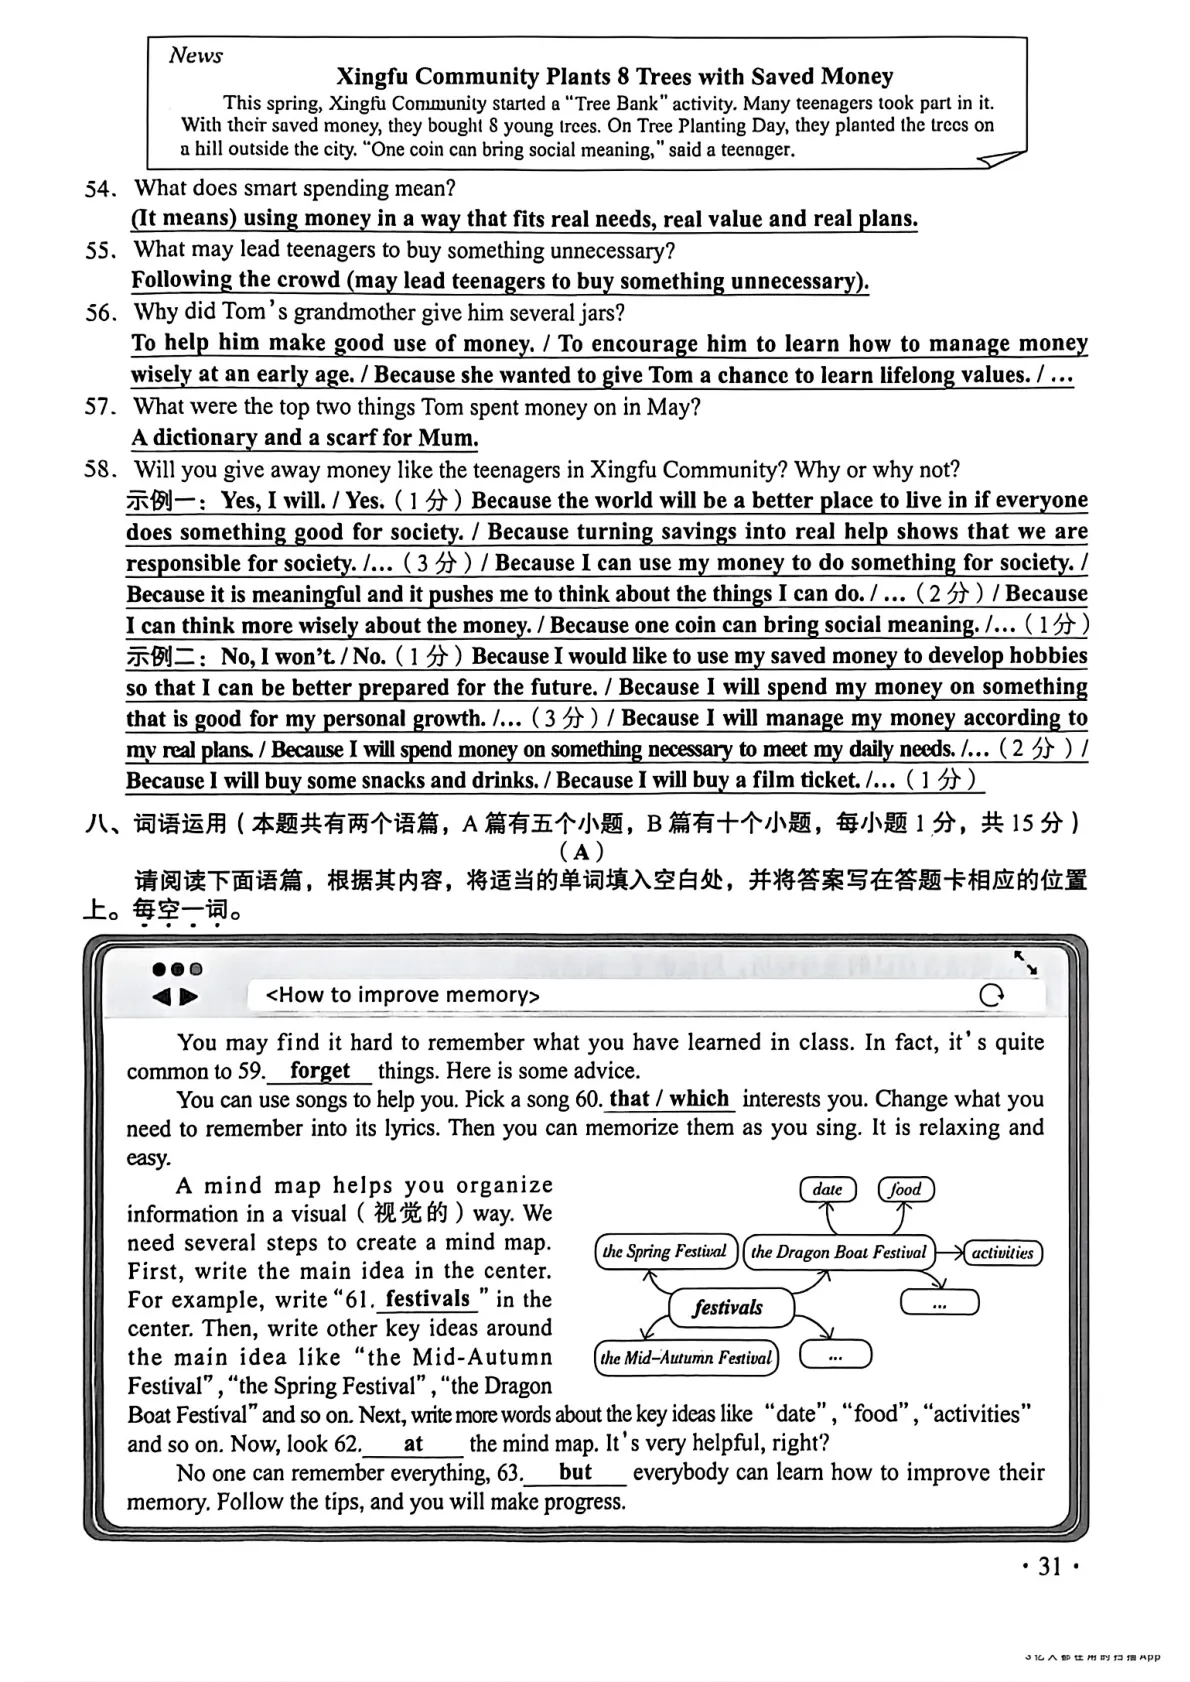 News
Xingfu Community Plants 8 Trees with Saved Money
This spring, Xingfu Community started a "Tree Bank" activity. Many teenagers took part in it.
With their saved money, they bought 8 young trees. On Tree Planting Day, they planted the trees on
a hill outside the city. "One coin can bring social meaning," said a teenager.
54. What does smart spending mean?
(It means) using money in a way that fits real needs, real value and real plans.
55. What may lead teenagers to buy something unnecessary?
Following the crowd (may lead teenagers to buy something unnecessary).
56. Why did Tom's grandmother give him several jars?
To help him make good use of money. / To encourage him to learn how to manage money
wisely at an early age. / Because she wanted to give Tom a chance to learn lifelong values. / …
57. What were the top two things Tom spent money on in May?
A dictionary and a scarf for Mum.
58. Will you give away money like the teenagers in Xingfu Community? Why or why not?
示例一：Yes, I will. / Yes.（1分）Because the world will be a better place to live in if everyone
does something good for society. / Because turning savings into real help shows that we are
responsible for society. /…（3分）/ Because I can use my money to do something for society. /
Because it is meaningful and it pushes me to think about the things I can do. / …（2分）/ Because
I can think more wisely about the money. / Because one coin can bring social meaning. /…（1分）
示例二：No, I won't. / No.（1分）Because I would like to use my saved money to develop hobbies
so that I can be better prepared for the future. / Because I will spend my money on something
that is good for my personal growth. /…（3分）/ Because I will manage my money according to
my real plans. / Because I will spend money on something necessary to meet my daily needs. /…（2分）/
Because I will buy some snacks and drinks. / Because I will buy a film ticket. /…（1分）
八、词语运用（本题共有两个语篇，A篇有五个小题，B篇有十个小题，每小题1分，共15分）
（A）
请阅读下面语篇，根据其内容，将适当的单词填入空白处，并将答案写在答题卡相应的位置
上。每空一词。
<How to improve memory>
You may find it hard to remember what you have learned in class. In fact, it's quite
common to 59. forget things. Here is some advice.
You can use songs to help you. Pick a song 60. that / which interests you. Change what you
need to remember into its lyrics. Then you can memorize them as you sing. It is relaxing and
easy.
A mind map helps you organize
information in a visual（视觉的）way. We
need several steps to create a mind map.
First, write the main idea in the center.
For example, write "61. festivals" in the
center. Then, write other key ideas around
the main idea like "the Mid-Autumn
Festival", "the Spring Festival", "the Dragon
Boat Festival" and so on. Next, write more words about the key ideas like "date", "food", "activities"
and so on. Now, look 62. at the mind map. It's very helpful, right?
date food
the Spring Festival the Dragon Boat Festival activities
festivals ...
the Mid-Autumn Festival ...
No one can remember everything, 63. but everybody can learn how to improve their
memory. Follow the tips, and you will make progress.
· 31 ·